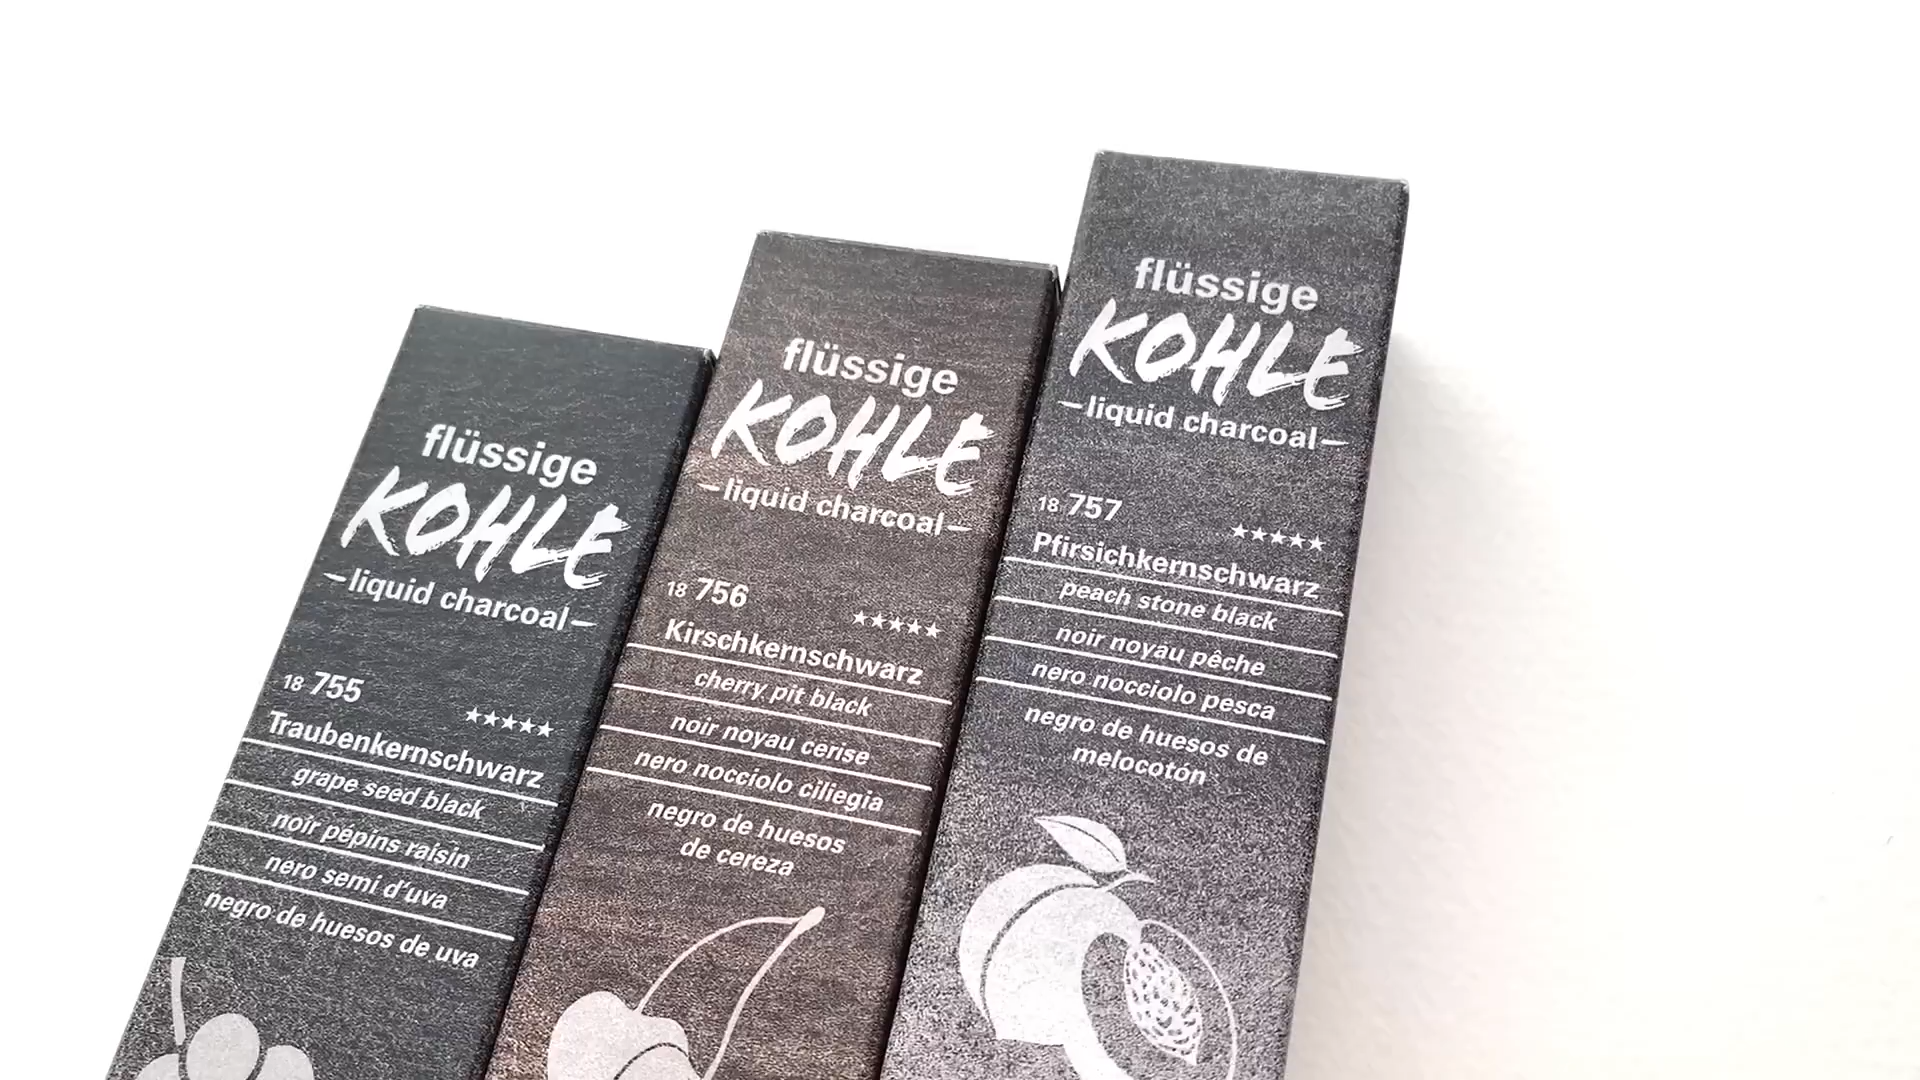 flüssige
KOHLE
–liquid charcoal–
18 755
★★★★★
Traubenkernschwarz
grape seed black
noir pépins raisin
nero semi d'uva
negro de huesos de uva
flüssige
KOHLE
–liquid charcoal–
18 756
★★★★★
Kirschkernschwarz
cherry pit black
noir noyau cerise
nero nocciolo ciliegia
negro de huesos
de cereza
flüssige
KOHLE
–liquid charcoal–
18 757
★★★★★
Pfirsichkernschwarz
peach stone black
noir noyau pêche
nero nocciolo pesca
negro de huesos de
melocotón